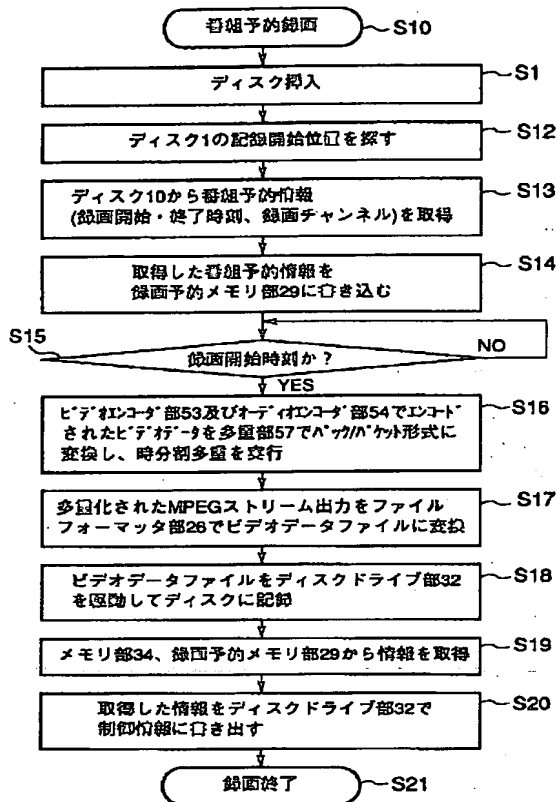 番組予約録画
S10
ディスク挿入
S1
ディスク1の記録開始位置を探す
S12
ディスク10から番組予約情報
(録画開始・終了時刻、録画チャンネル)を取得
S13
取得した番組予約情報を
録画予約メモリ部29に書き込む
S14
S15
録画開始時刻か?
NO
YES
ビデオエンコーダ部53及びオーディオエンコーダ部54でエンコード
されたビデオデータを多重部57でパック/パケット形式に
変換し、時分割多重を実行
S16
多重化されたMPEGストリーム出力をファイル
フォーマッタ部26でビデオデータファイルに変換
S17
ビデオデータファイルをディスクドライブ部32
を駆動してディスクに記録
S18
メモリ部34、録画予約メモリ部29から情報を取得
S19
取得した情報をディスクドライブ部32で
制御情報に書き出す
S20
録画終了
S21